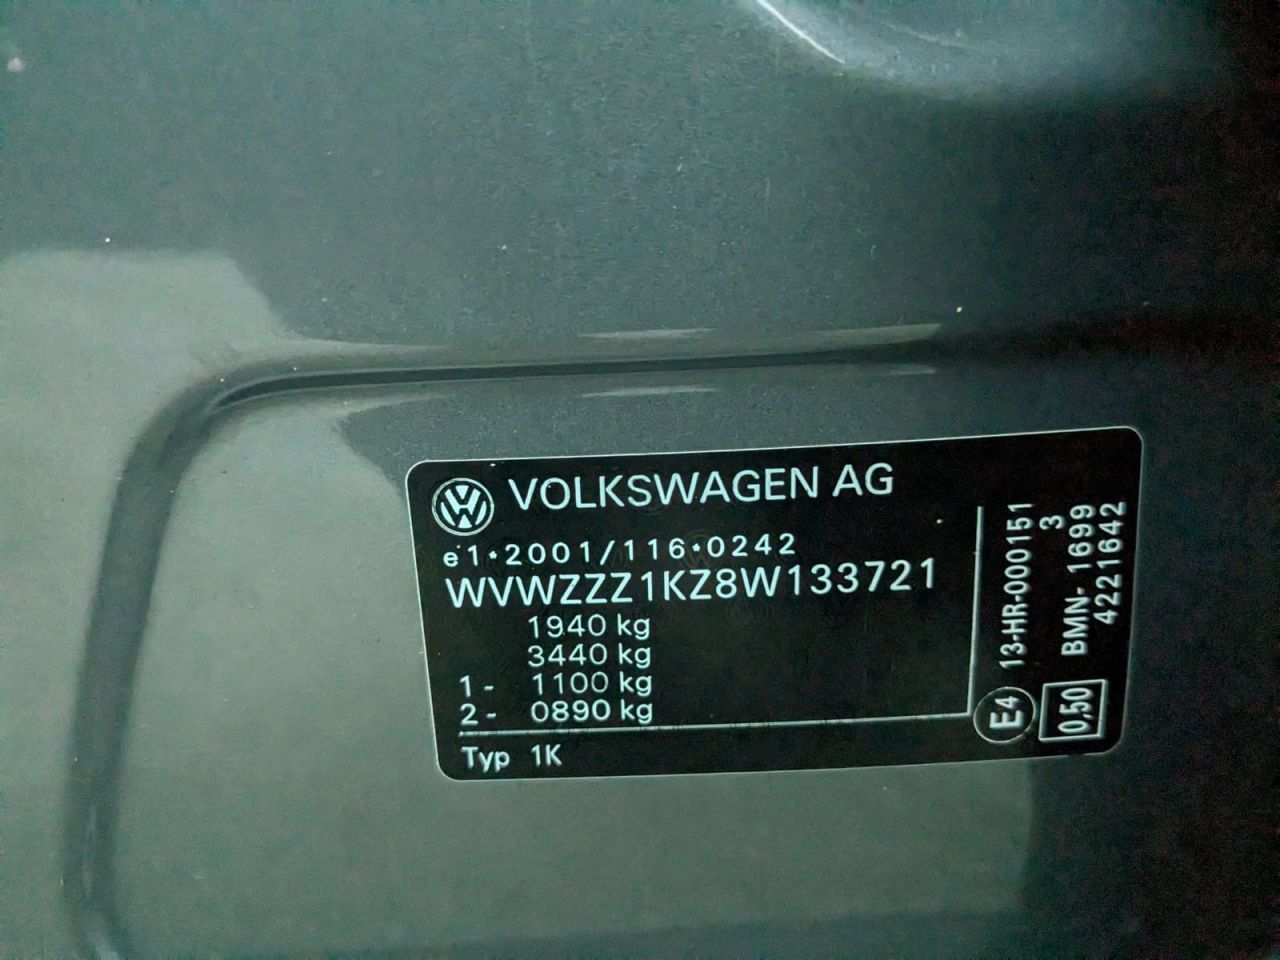 VOLKSWAGEN AG
e1*2001/116*0242
WVWZZZ1KZ8W133721
1940 kg
3440 kg
1 - 1100 kg
2 - 0890 kg
Typ 1K
13-HR-000151
3
BMN- 1699
4221642
E4
0,50